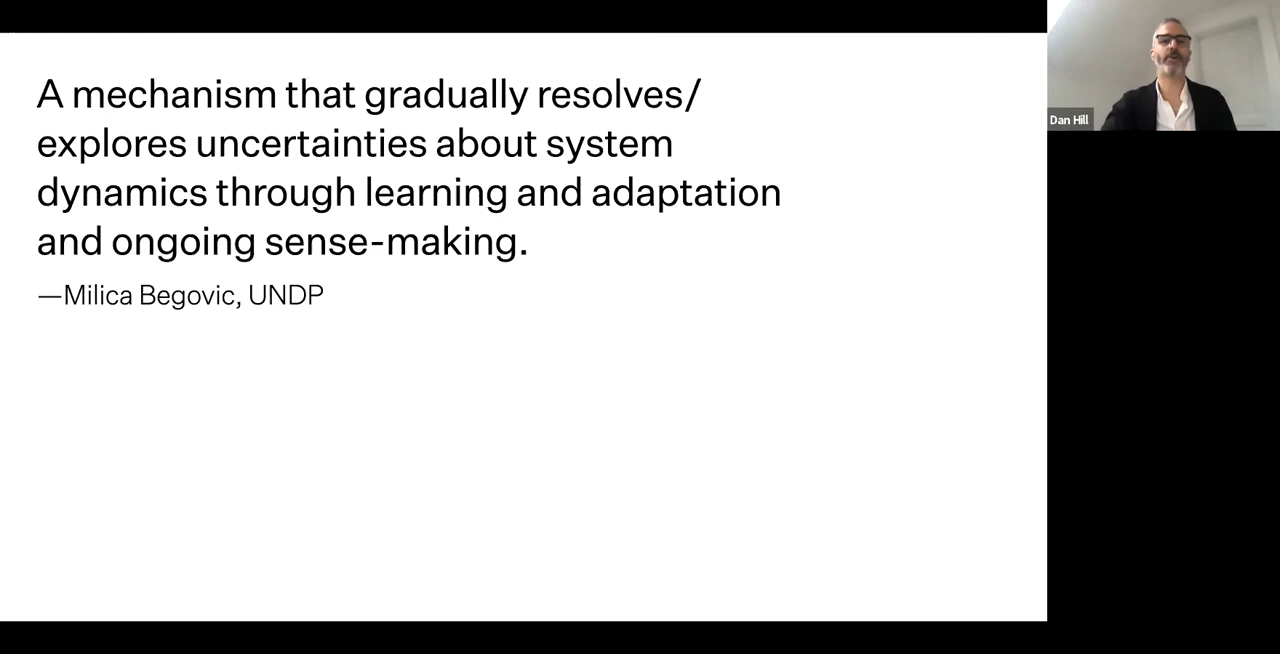 A mechanism that gradually resolves/
explores uncertainties about system
dynamics through learning and adaptation
and ongoing sense-making.
—Milica Begovic, UNDP
Dan Hill